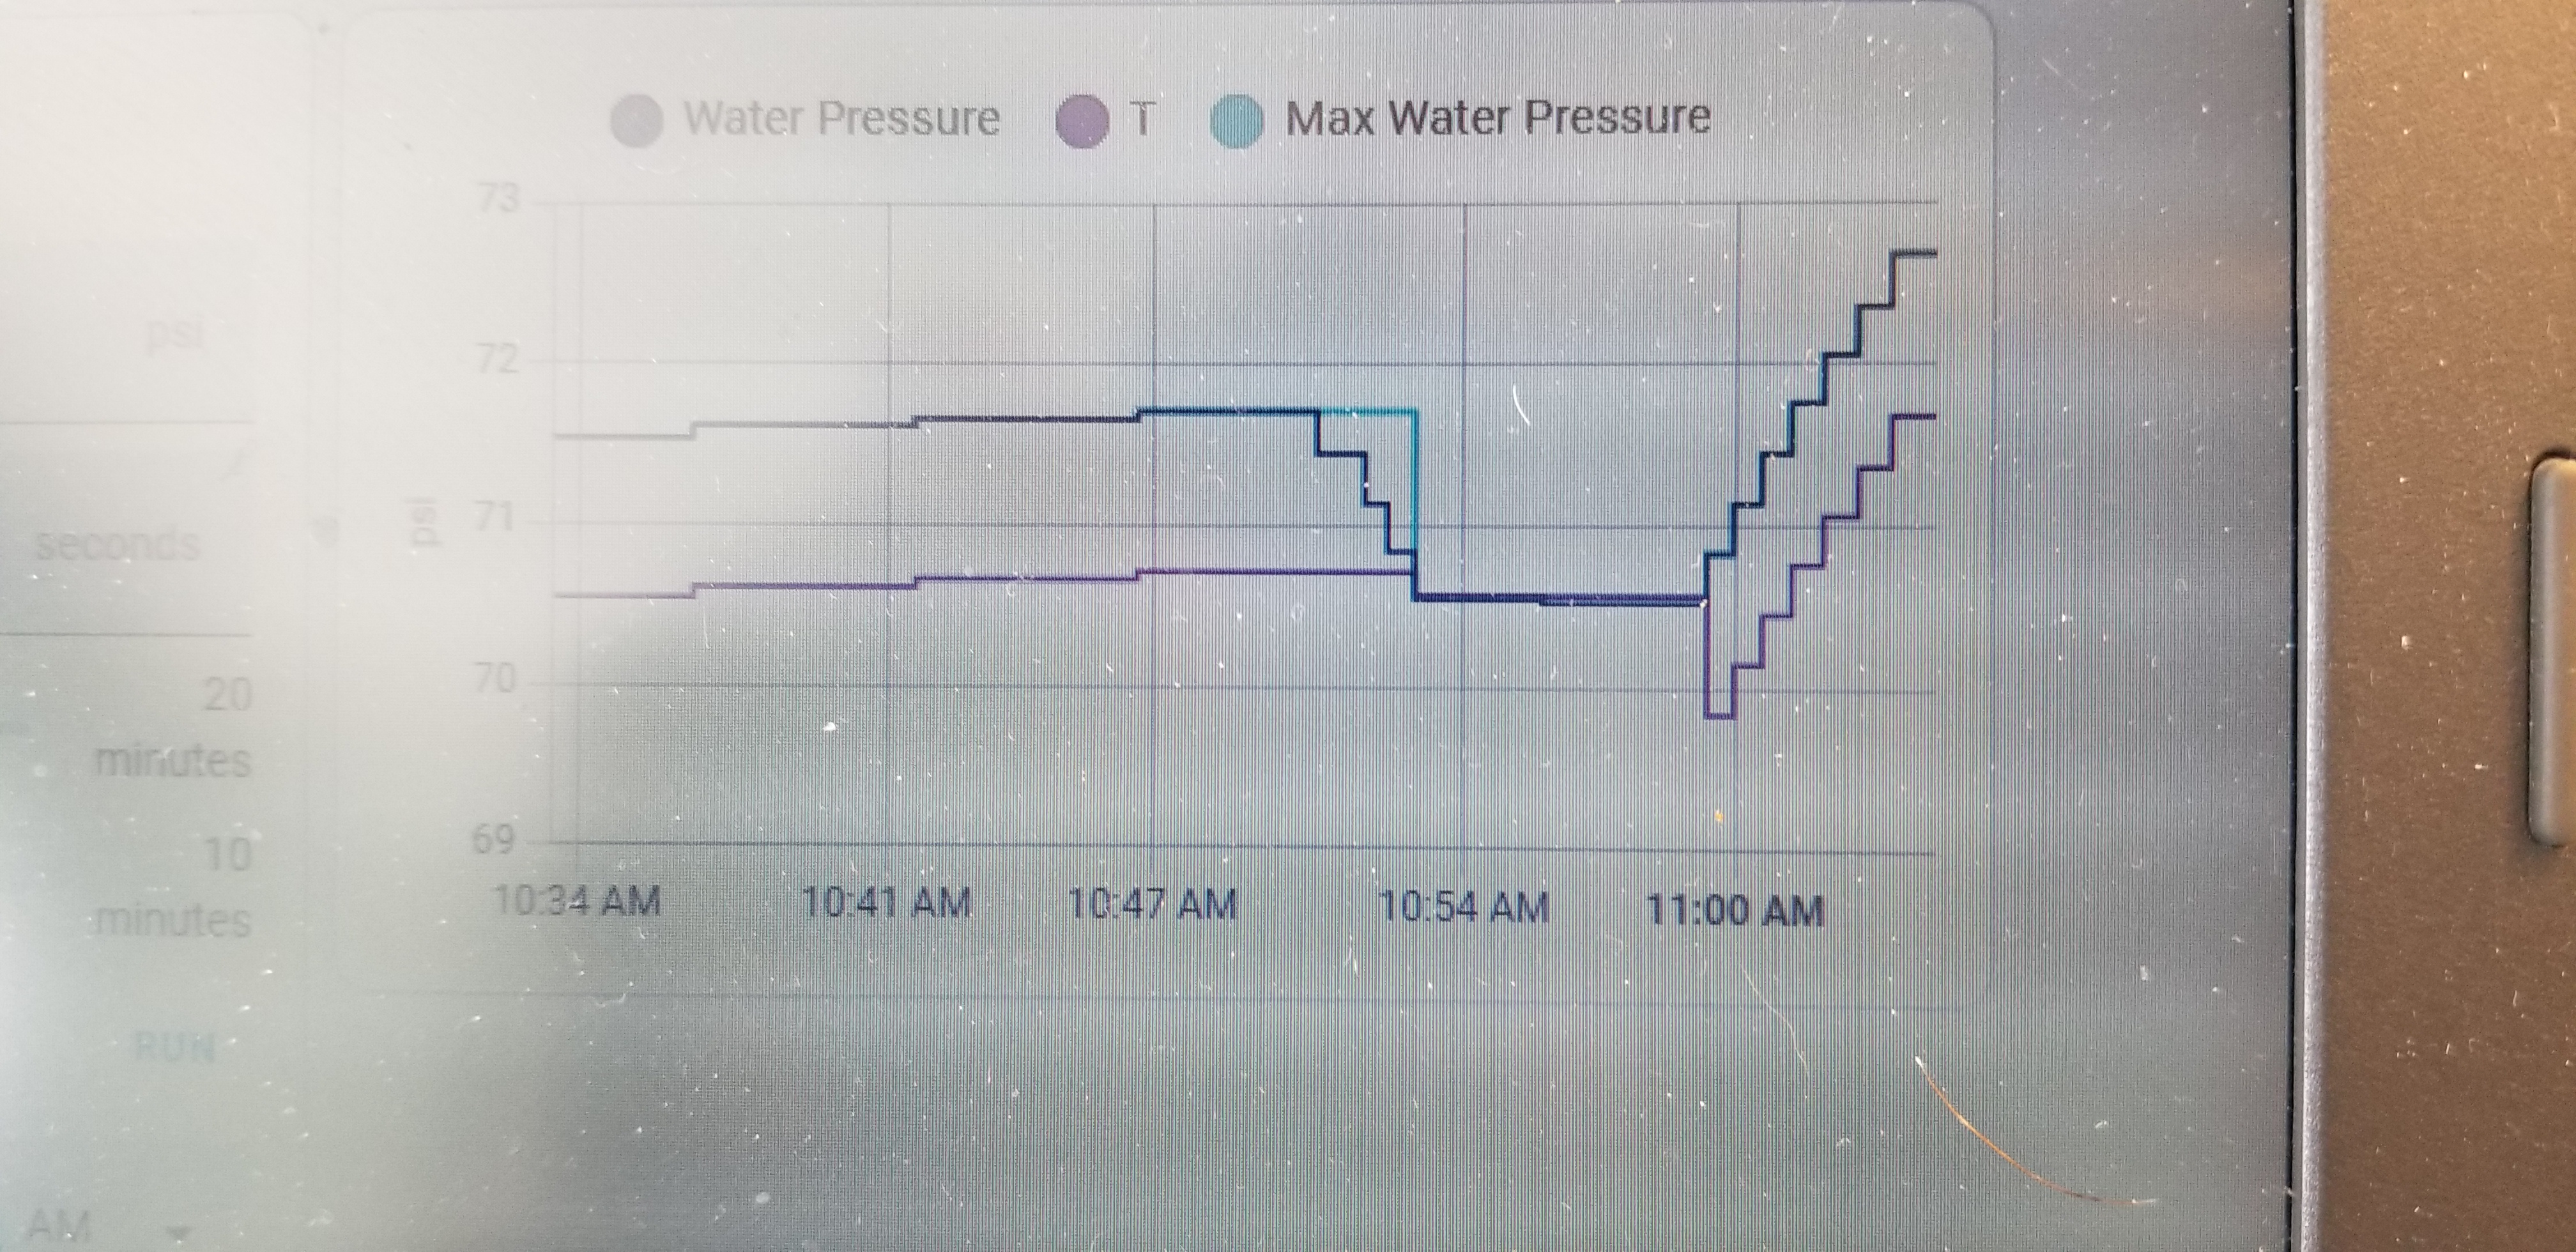 Water Pressure T Max Water Pressure
73
psi
72
psi
71
seconds
70
20
minutes
69
10
10:34 AM 10:41 AM 10:47 AM 10:54 AM 11:00 AM
minutes
RUN
AM